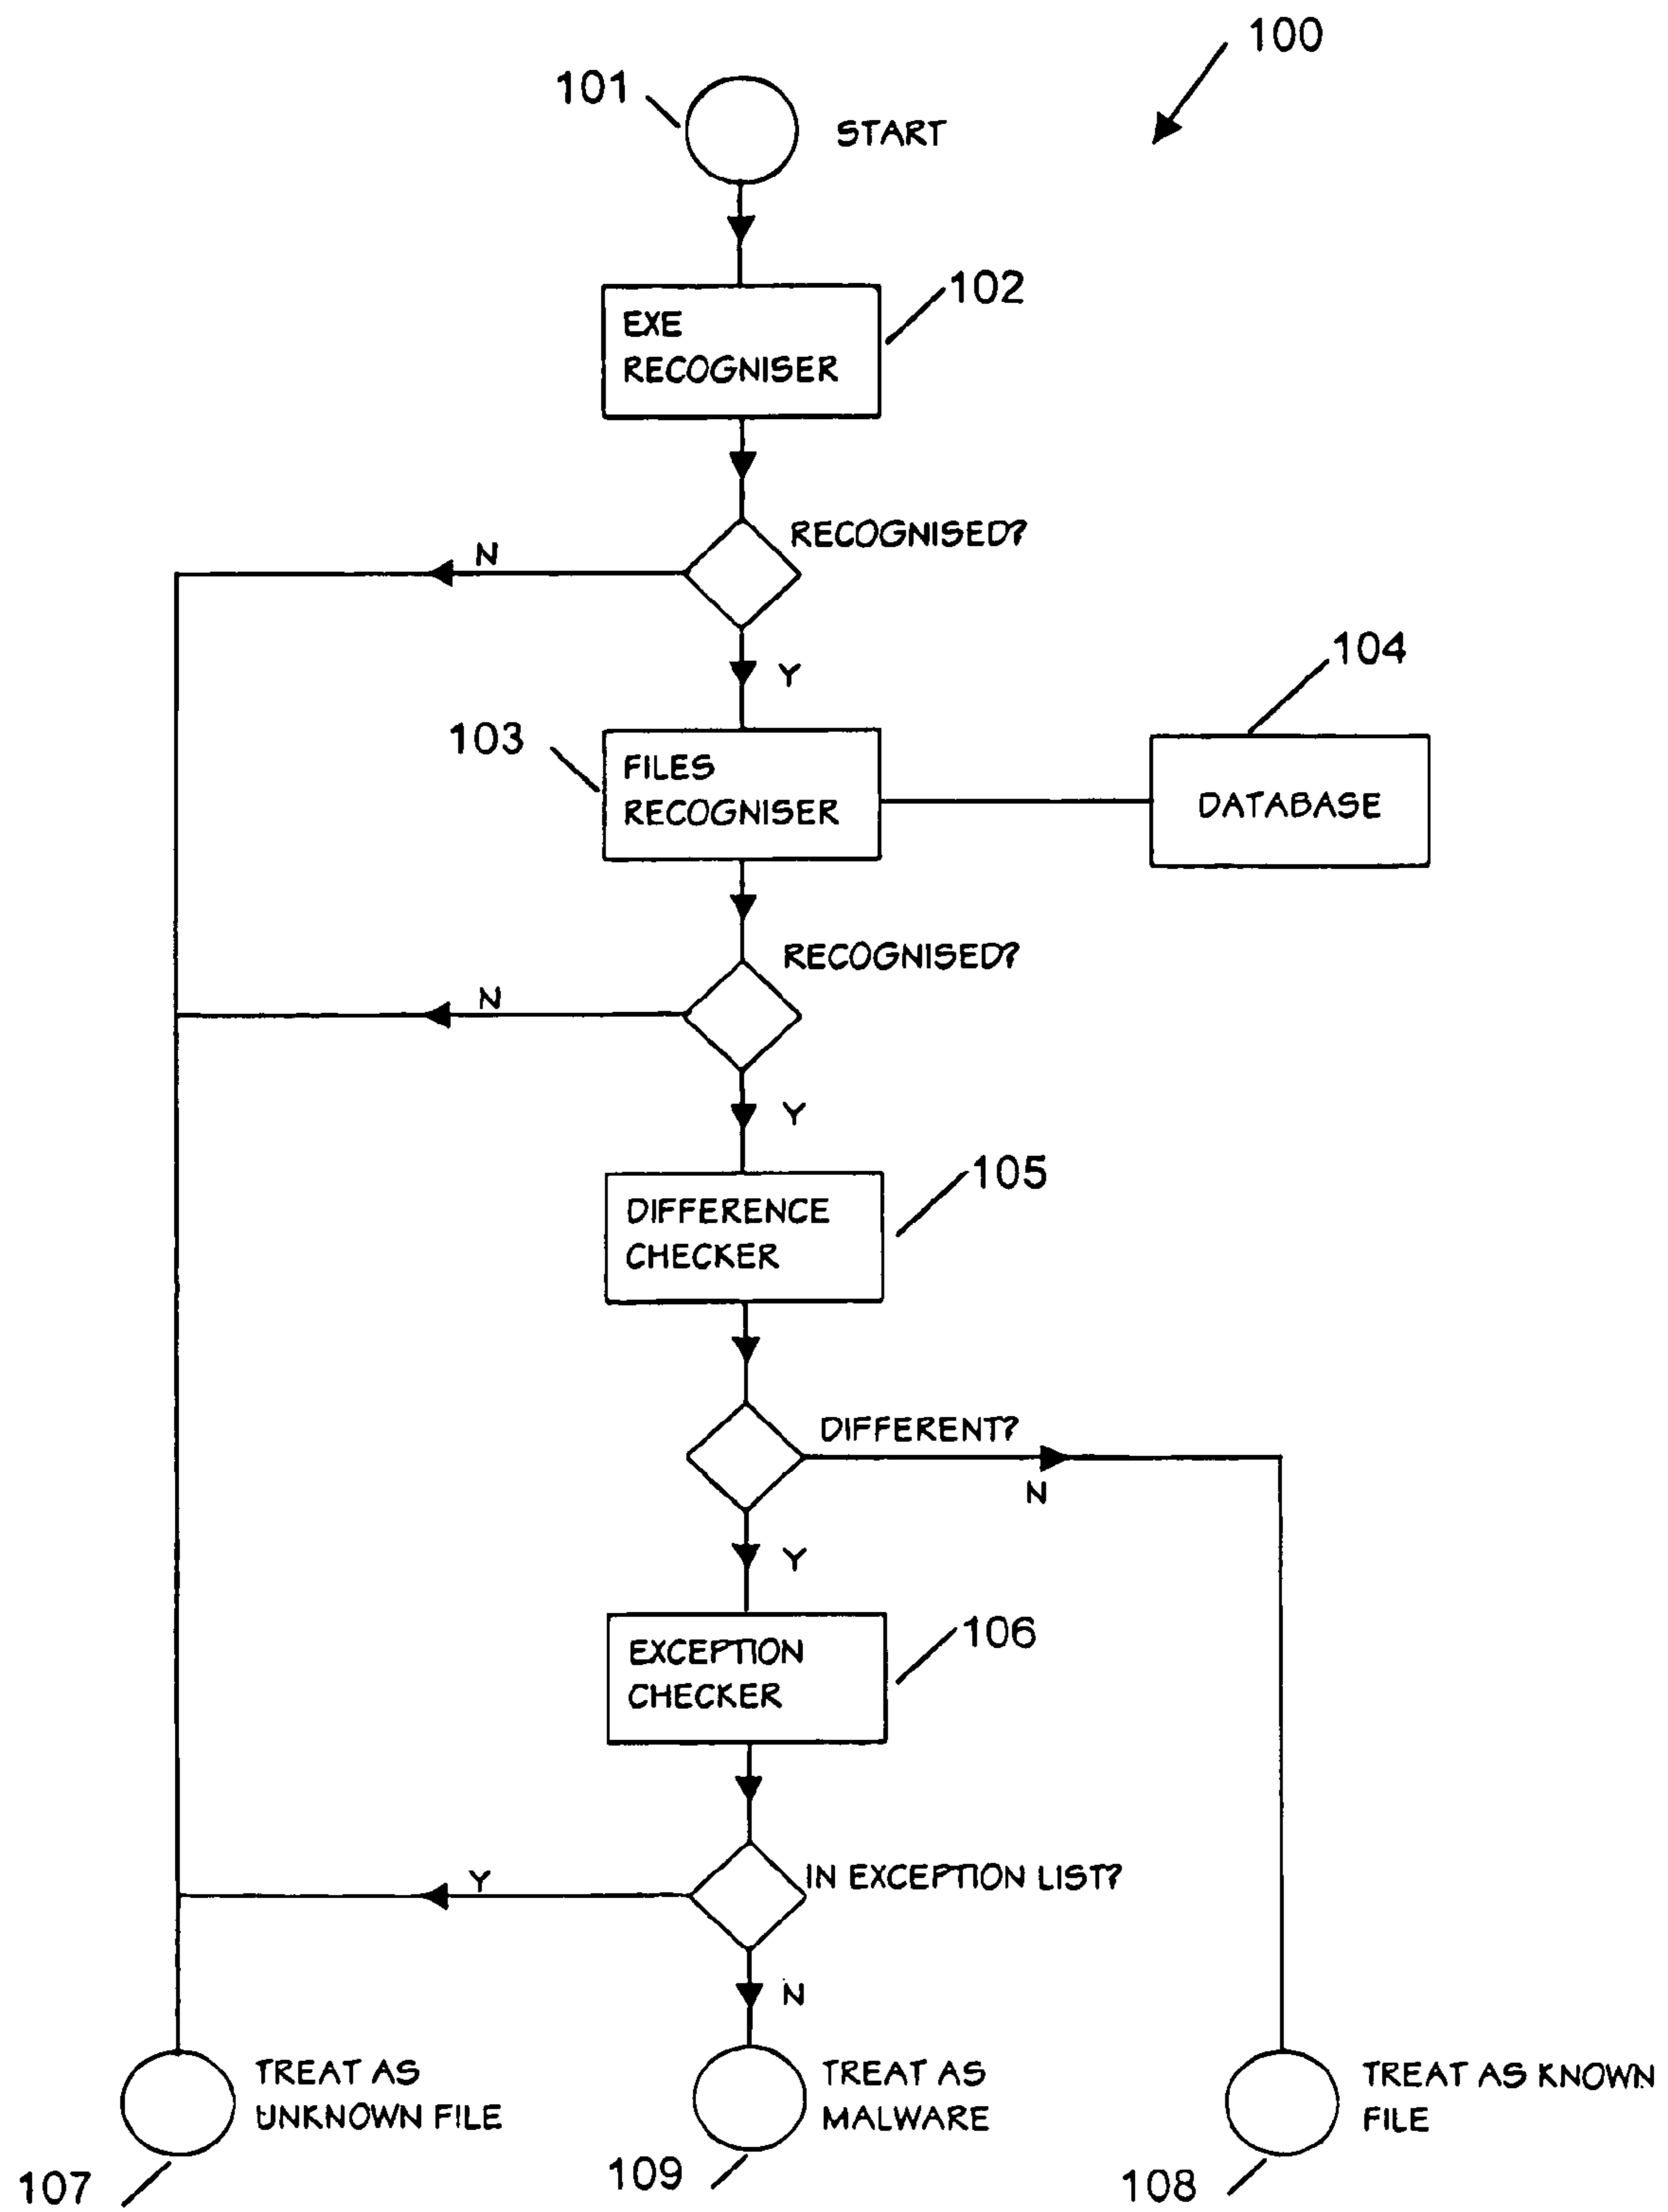 100
101
START
102
EXE
RECOGNISER
RECOGNISED?
N
Y
104
103
FILES
RECOGNISER
DATABASE
RECOGNISED?
N
Y
105
DIFFERENCE
CHECKER
DIFFERENT?
N
Y
106
EXCEPTION
CHECKER
IN EXCEPTION LIST?
Y
N
TREAT AS
UNKNOWN FILE
TREAT AS
MALWARE
TREAT AS KNOWN
FILE
107
109
108